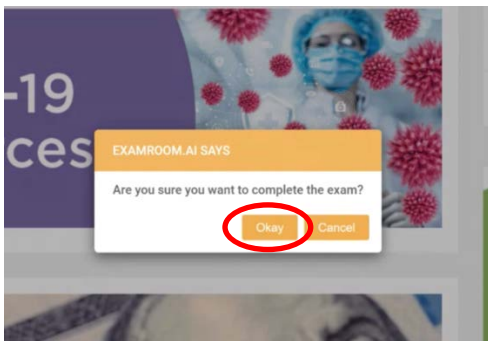 -19
ces
EXAMROOM.AI SAYS
Are you sure you want to complete the exam?
Okay
Cancel